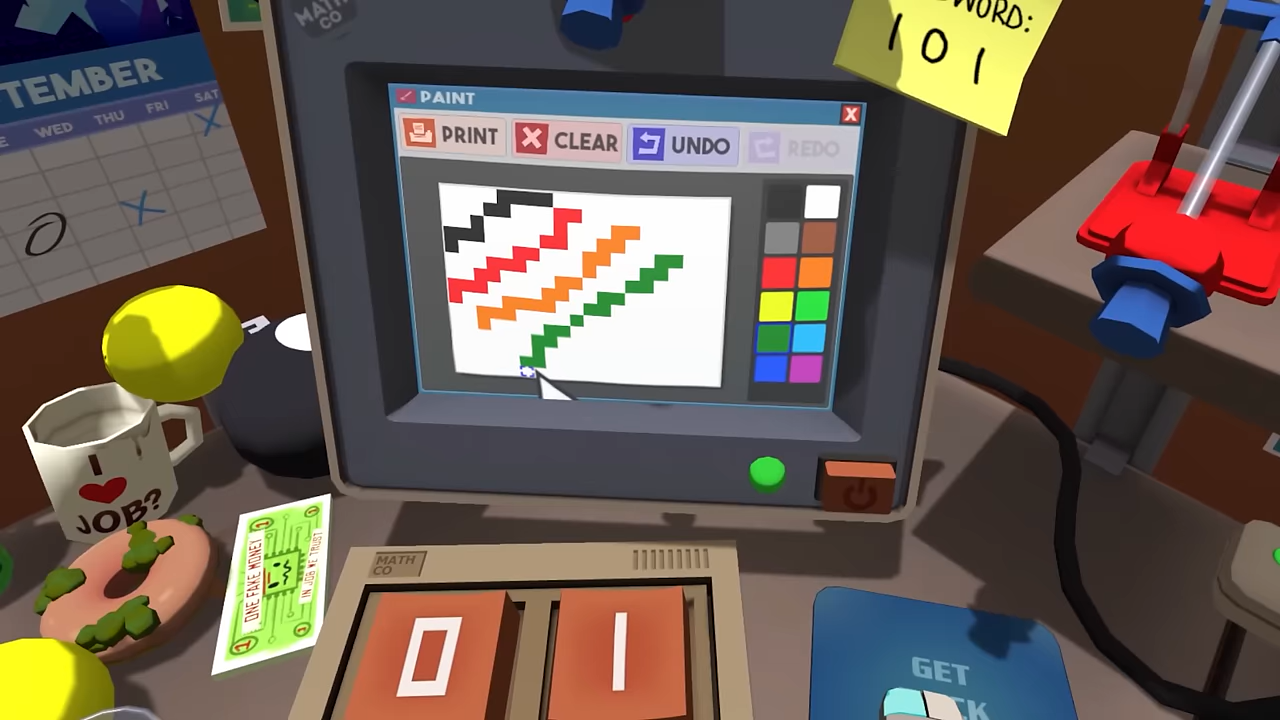 MATH
CO
TEMBER
WED THU FRI SAT
PAINT
X
PRINT
CLEAR
UNDO
REDO
101
I
JOB?
ONE FAKE MONEY
IN JOB WE TRUST
MATH
CO
0
1
GET